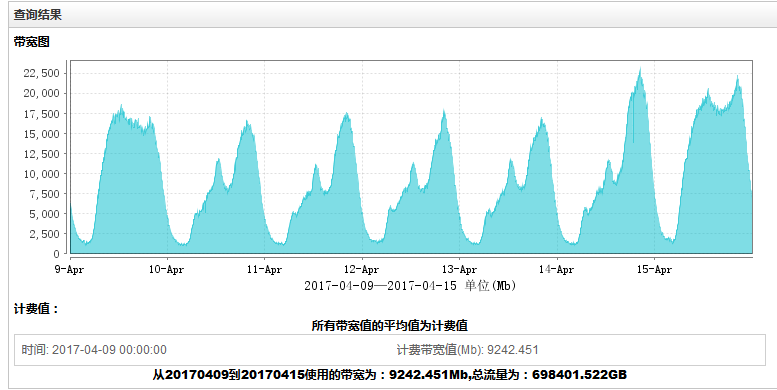 查询结果
带宽图
22,500
20,000
17,500
15,000
12,500
10,000
7,500
5,000
2,500
0
9-Apr 10-Apr 11-Apr 12-Apr 13-Apr 14-Apr 15-Apr
2017-04-09—2017-04-15 单位(Mb)
计费值：
所有带宽值的平均值为计费值
时间: 2017-04-09 00:00:00 计费带宽值(Mb): 9242.451
从20170409到20170415使用的带宽为：9242.451Mb,总流量为：698401.522GB